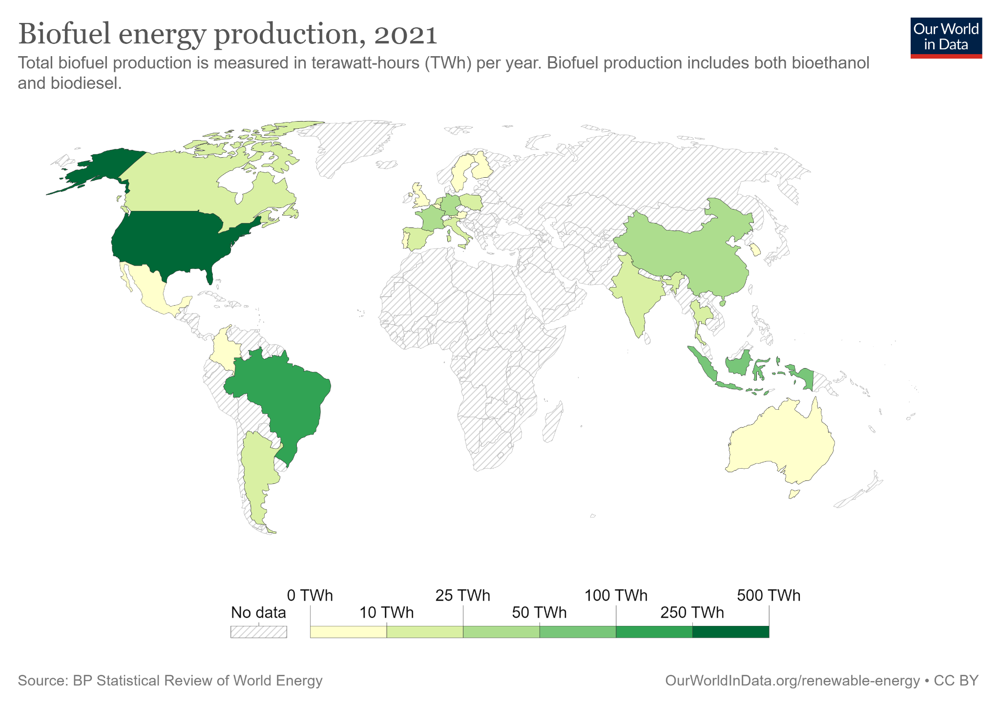 Biofuel energy production, 2021
Our World
in Data
Total biofuel production is measured in terawatt-hours (TWh) per year. Biofuel production includes both bioethanol
and biodiesel.
0 TWh
25 TWh
100 TWh
500 TWh
No data
10 TWh
50 TWh
250 TWh
Source: BP Statistical Review of World Energy
OurWorldInData.org/renewable-energy • CC BY